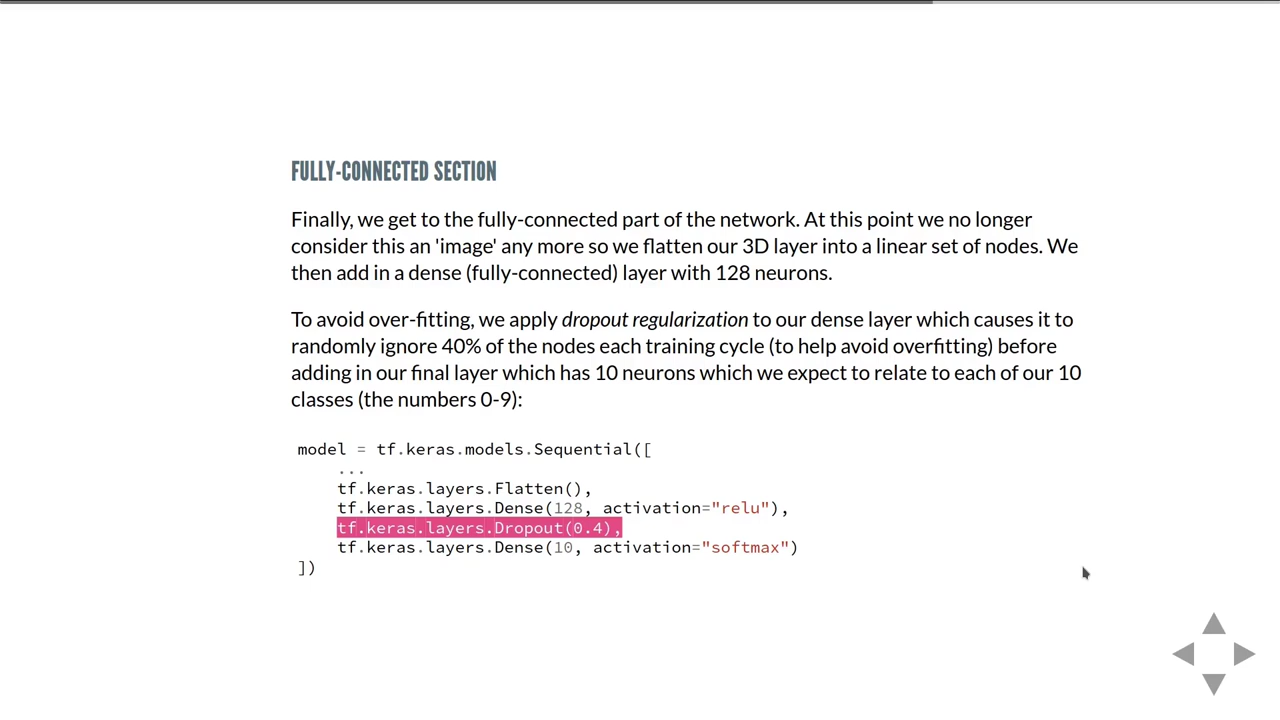 FULLY-CONNECTED SECTION
Finally, we get to the fully-connected part of the network. At this point we no longer
consider this an 'image' any more so we flatten our 3D layer into a linear set of nodes. We
then add in a dense (fully-connected) layer with 128 neurons.
To avoid over-fitting, we apply dropout regularization to our dense layer which causes it to
randomly ignore 40% of the nodes each training cycle (to help avoid overfitting) before
adding in our final layer which has 10 neurons which we expect to relate to each of our 10
classes (the numbers 0-9):
model = tf.keras.models.Sequential([
    ...
    tf.keras.layers.Flatten(),
    tf.keras.layers.Dense(128, activation="relu"),
    tf.keras.layers.Dropout(0.4),
    tf.keras.layers.Dense(10, activation="softmax")
])